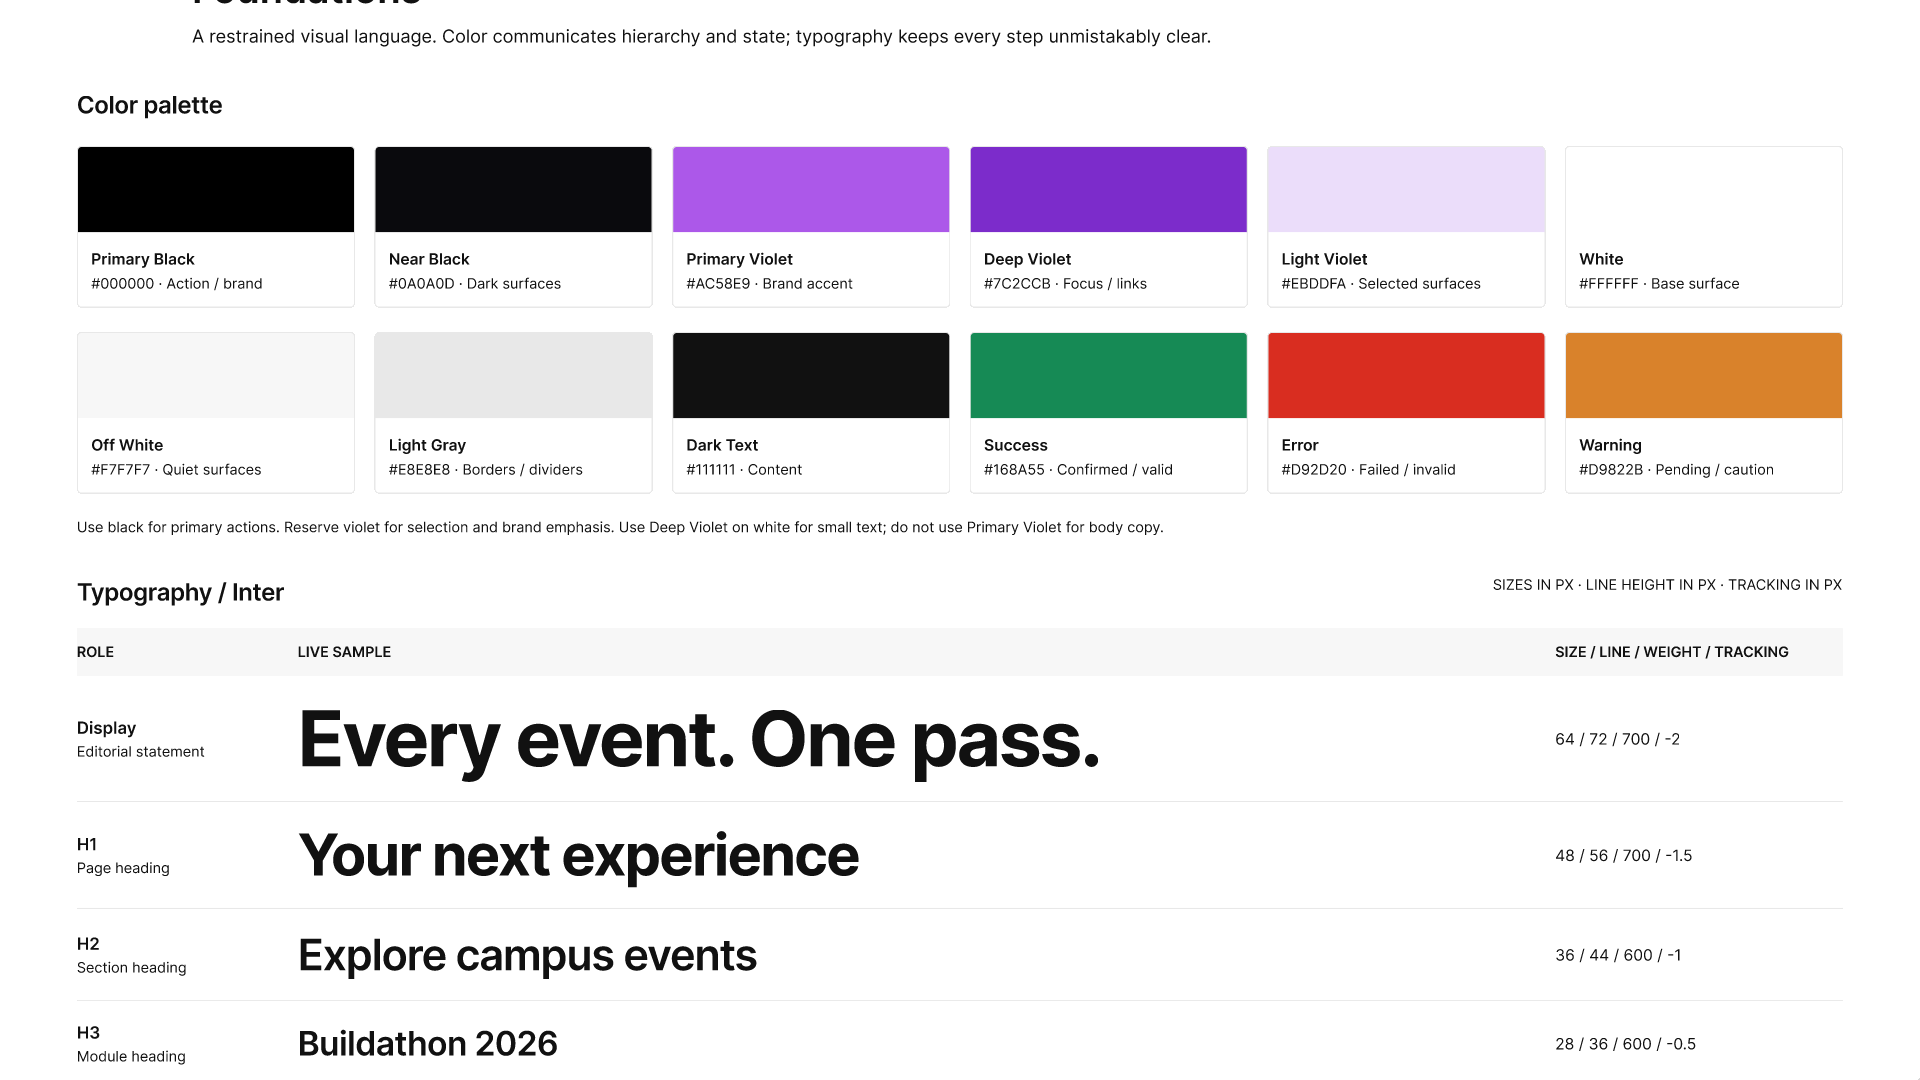 Foundations
A restrained visual language. Color communicates hierarchy and state; typography keeps every step unmistakably clear.
Color palette
Primary Black
#000000 · Action / brand
Near Black
#0A0A0D · Dark surfaces
Primary Violet
#AC58E9 · Brand accent
Deep Violet
#7C2CCB · Focus / links
Light Violet
#EBDDFA · Selected surfaces
White
#FFFFFF · Base surface
Off White
#F7F7F7 · Quiet surfaces
Light Gray
#E8E8E8 · Borders / dividers
Dark Text
#111111 · Content
Success
#168A55 · Confirmed / valid
Error
#D92D20 · Failed / invalid
Warning
#D9822B · Pending / caution
Use black for primary actions. Reserve violet for selection and brand emphasis. Use Deep Violet on white for small text; do not use Primary Violet for body copy.
Typography / Inter
SIZES IN PX · LINE HEIGHT IN PX · TRACKING IN PX
ROLE LIVE SAMPLE SIZE / LINE / WEIGHT / TRACKING
Display
Editorial statement
Every event. One pass.
64 / 72 / 700 / -2
H1
Page heading
Your next experience
48 / 56 / 700 / -1.5
H2
Section heading
Explore campus events
36 / 44 / 600 / -1
H3
Module heading
Buildathon 2026
28 / 36 / 600 / -0.5